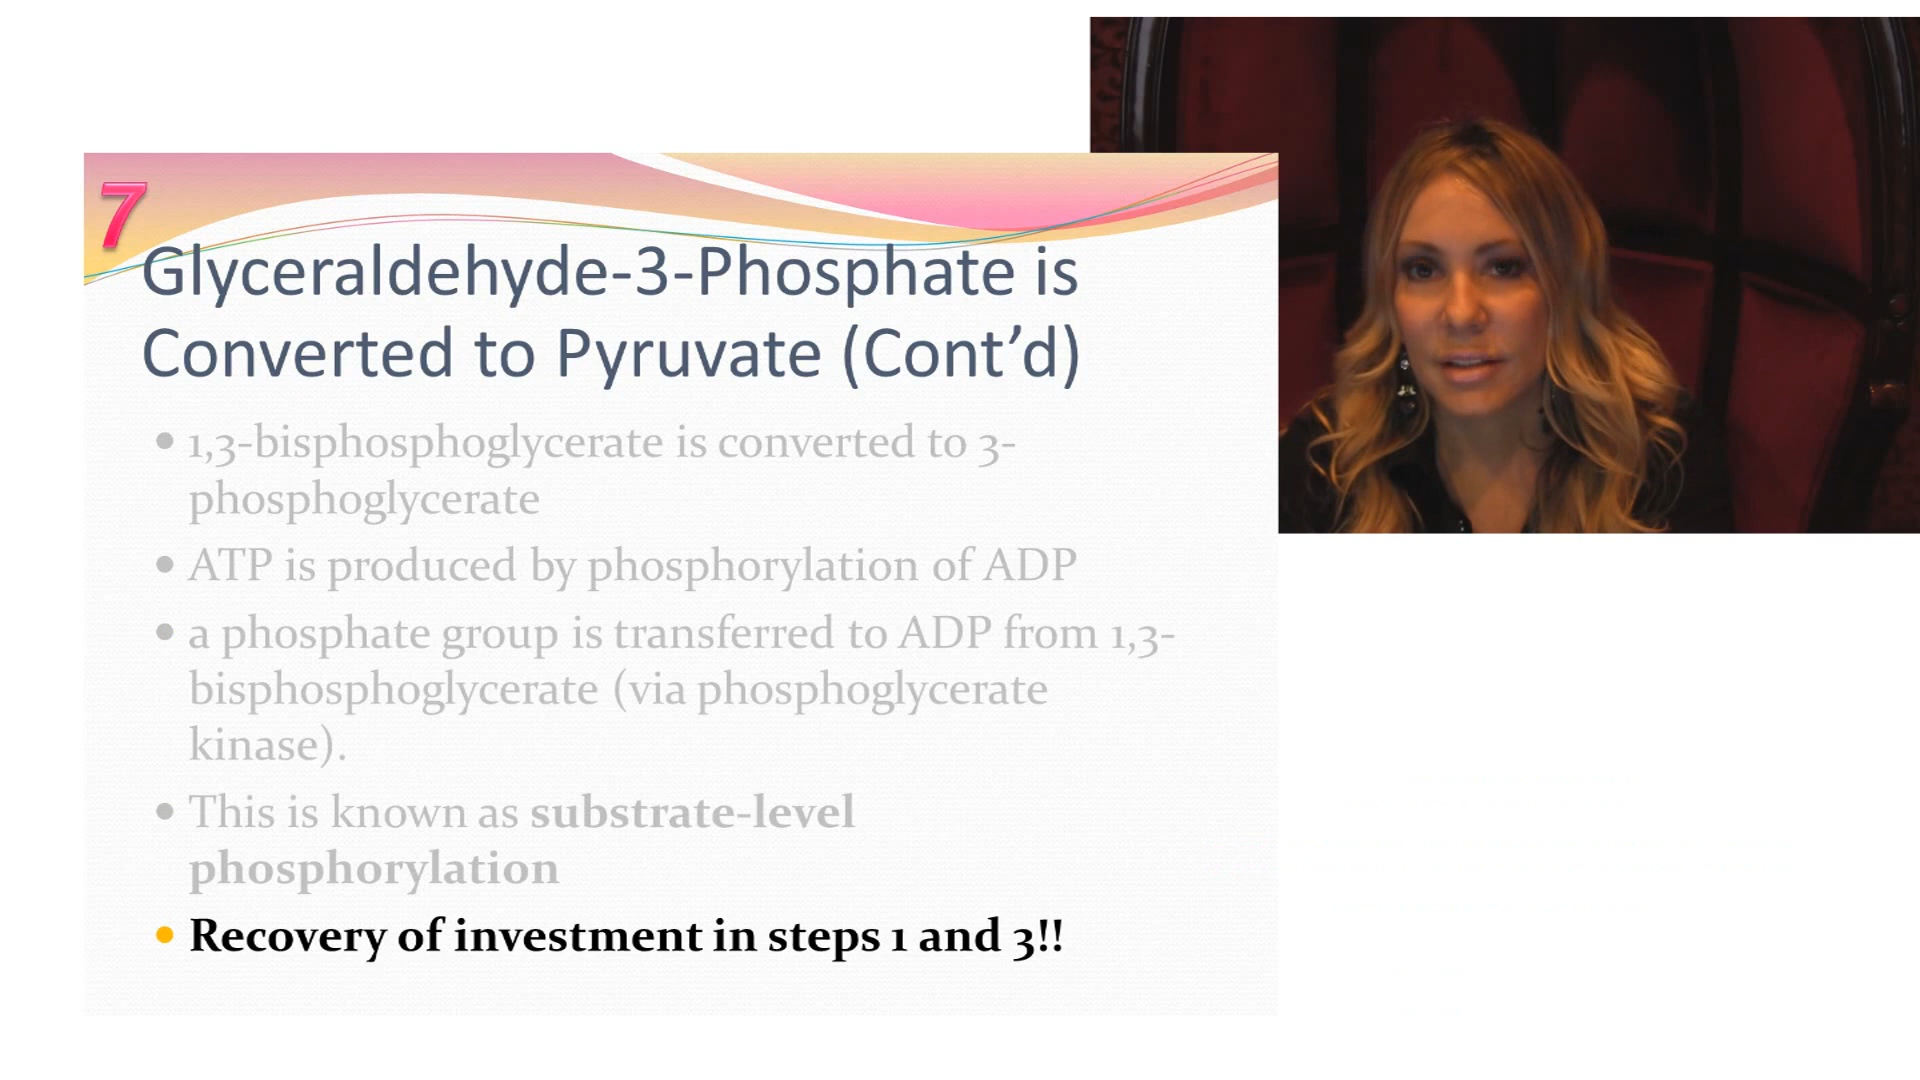 7
Glyceraldehyde-3-Phosphate is
Converted to Pyruvate (Cont’d)
• 1,3-bisphosphoglycerate is converted to 3-
phosphoglycerate
• ATP is produced by phosphorylation of ADP
• a phosphate group is transferred to ADP from 1,3-
bisphosphoglycerate (via phosphoglycerate
kinase).
• This is known as substrate-level
phosphorylation
• Recovery of investment in steps 1 and 3!!